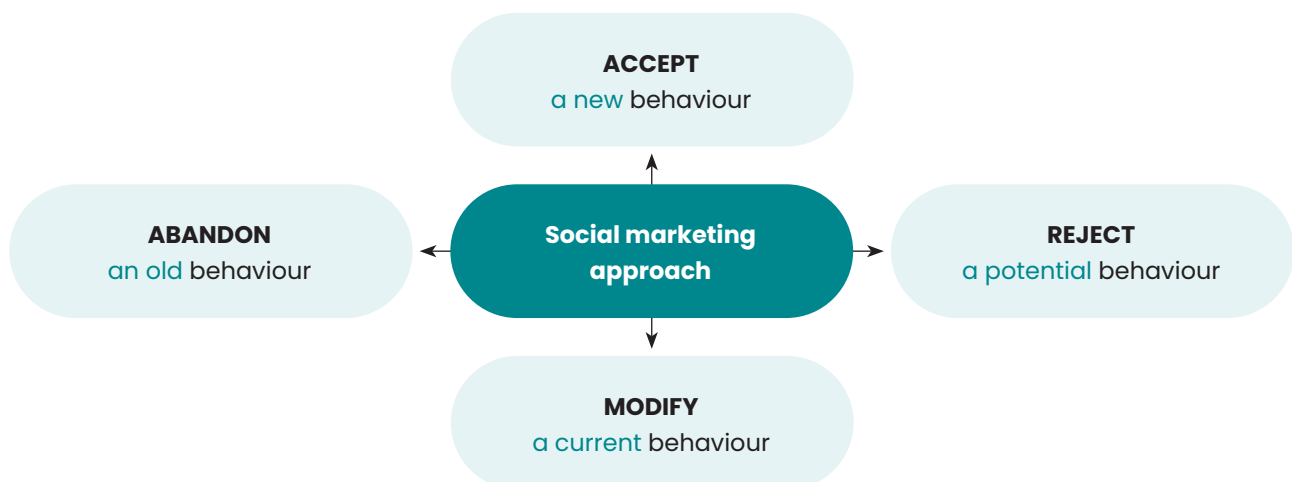 ACCEPT
a new behaviour
ABANDON
an old behaviour
Social marketing
approach
REJECT
a potential behaviour
MODIFY
a current behaviour